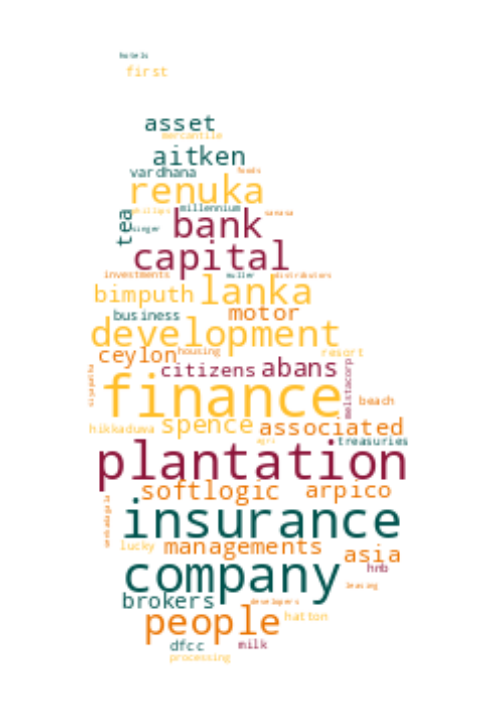 hotels
first
asset
mercantile
aitken
vardhana foods
renuka
phillips millennium sanasa
tea bank
singer
capital
investments muller distributors
bimputh lanka
business motor
development
ceylon housing resort
citizens abans
siyapatha finance melstacorp beach
hikkaduwa spence associated
agro treasuries
plantation
softlogic arpico
sembadagala insurance
lucky managements asia
hnb
company leasing
brokers developers
people hatton
dfcc milk
processing